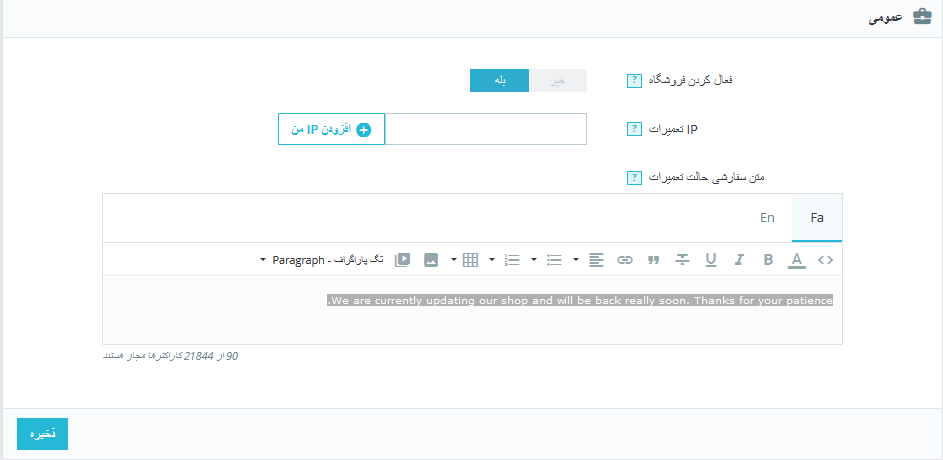 عمومی
فعال کردن فروشگاه ? خیر بله
IP تعمیرات ? افزودن IP من
متن سفارشی حالت تعمیرات ?
Fa En
تگ پاراگراف - Paragraph
We are currently updating our shop and will be back really soon. Thanks for your patience.
90 از 21844 کاراکترها مجاز هستند
ذخیره